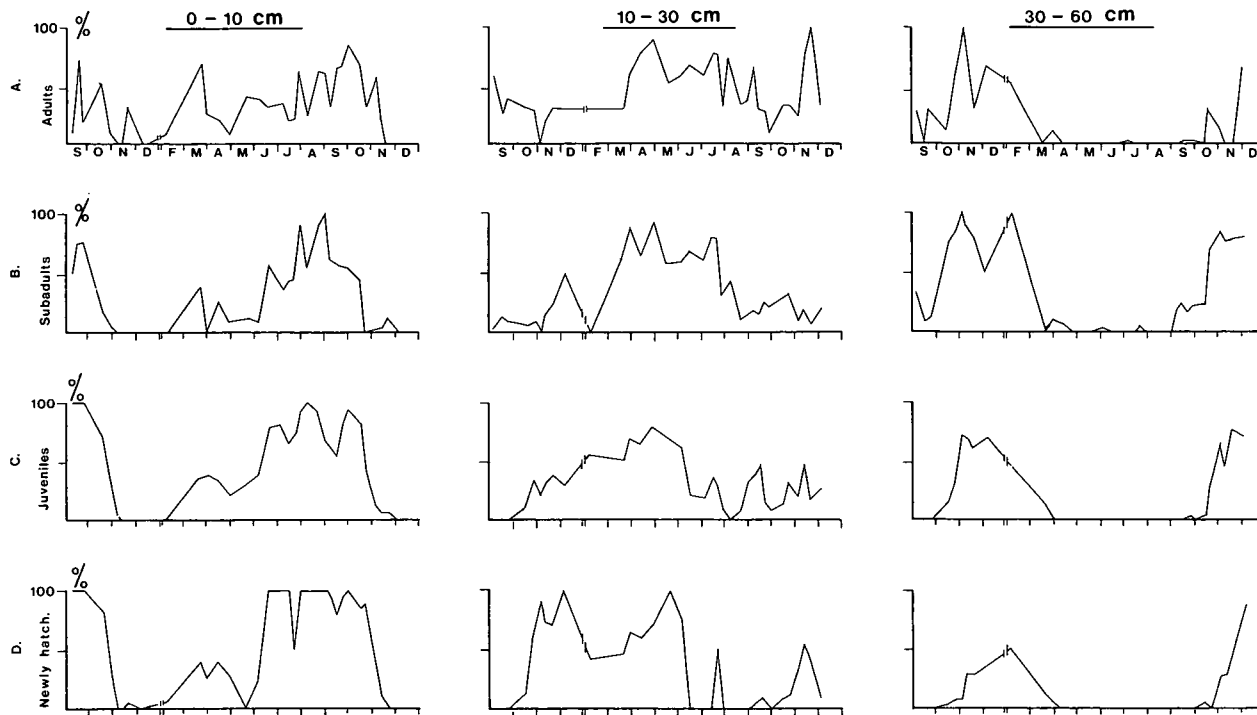 0 – 10 cm
10 – 30 cm
30 – 60 cm
%
100
A.
Adults
S O N D F M A M J J A S O N D
S O N D F M A M J J A S O N D
S O N D F M A M J J A S O N D
%
100
B.
Subadults
%
100
C.
Juveniles
%
100
D.
Newly hatch.